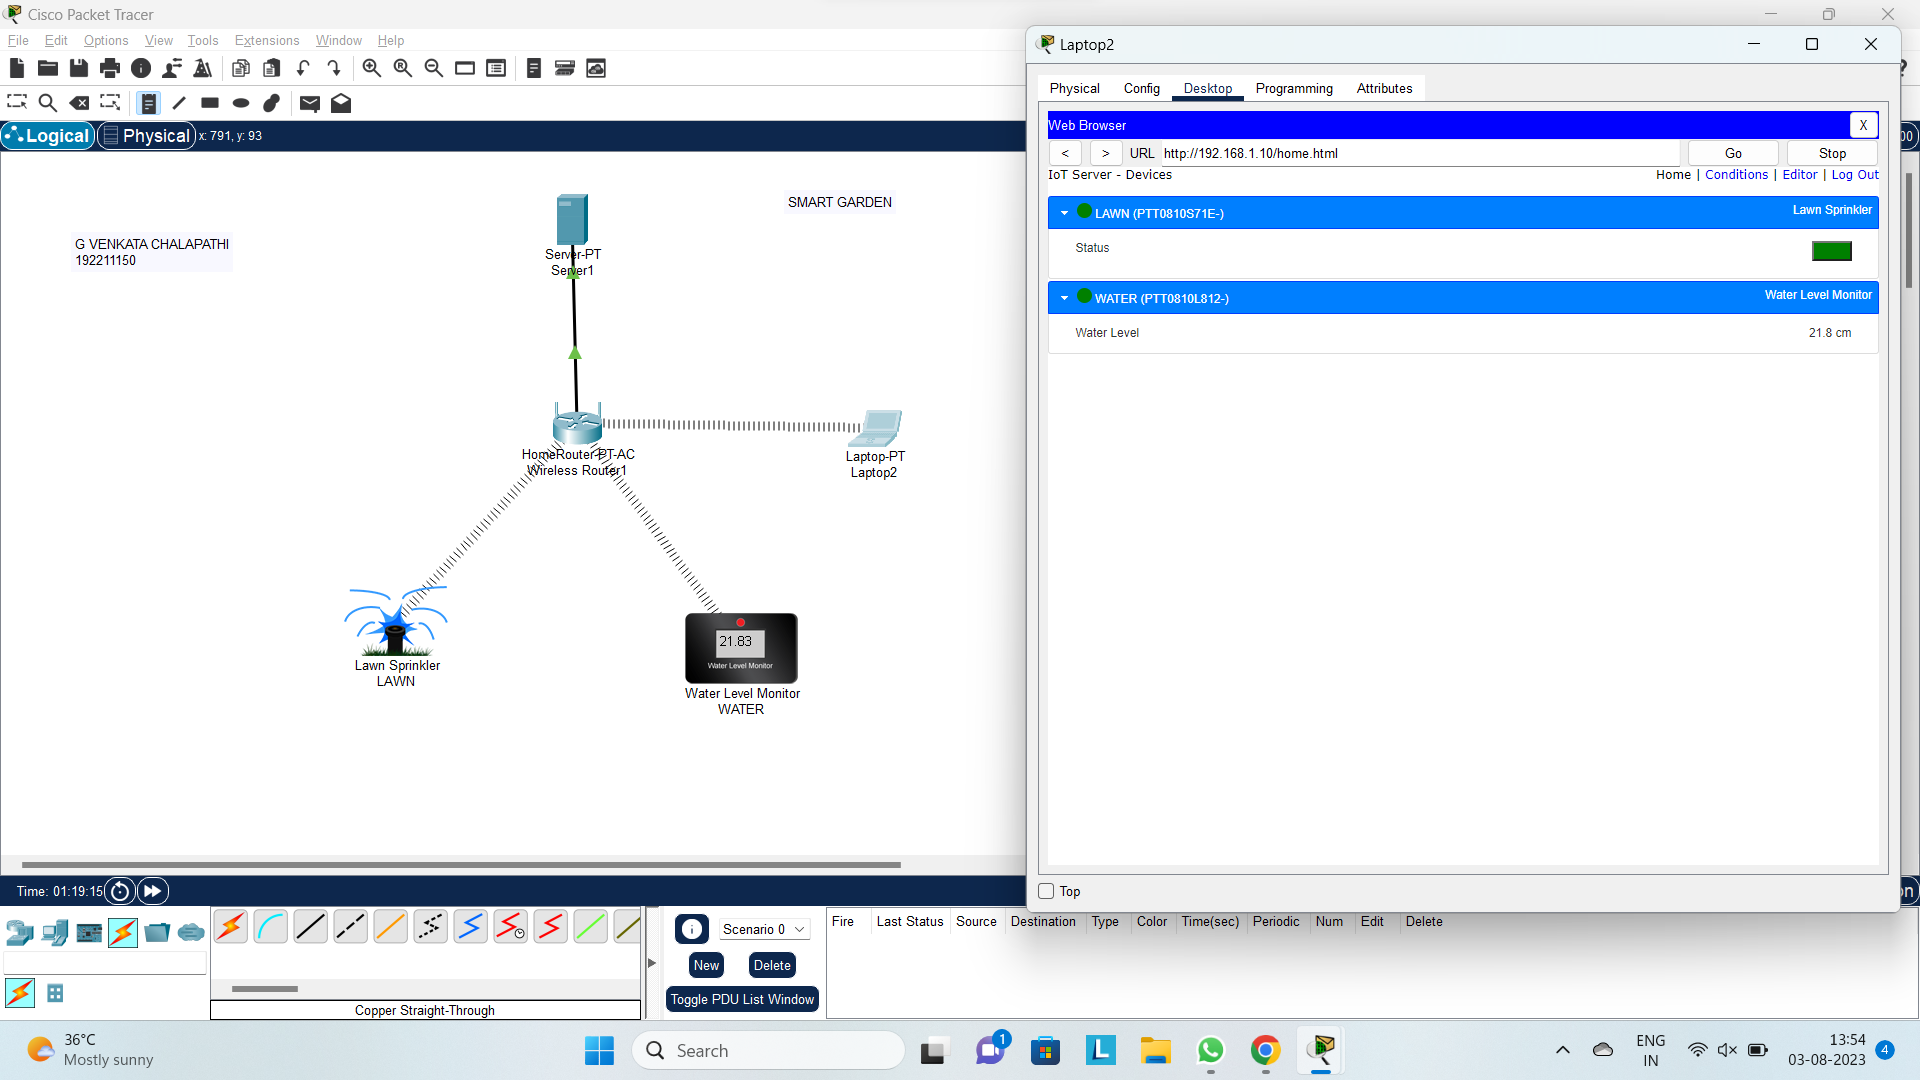 Cisco Packet Tracer
File Edit Options View Tools Extensions Window Help
Logical Physical x: 791, y: 93
SMART GARDEN
G VENKATA CHALAPATHI
192211150
Server-PT
Server1
HomeRouter-PT-AC
Wireless Router1
Laptop-PT
Laptop2
Lawn Sprinkler
LAWN
21.83
Water Level Monitor
Water Level Monitor
WATER
Laptop2
Physical Config Desktop Programming Attributes
Web Browser X
< > URL http://192.168.1.10/home.html Go Stop
IoT Server - Devices Home | Conditions | Editor | Log Out
LAWN (PTT0810S71E-) Lawn Sprinkler
Status
WATER (PTT0810L812-) Water Level Monitor
Water Level 21.8 cm
Top
Time: 01:19:15
Scenario 0
New Delete
Toggle PDU List Window
Fire Last Status Source Destination Type Color Time(sec) Periodic Num Edit Delete
Copper Straight-Through
36°C
Mostly sunny
Search
1
ENG
IN
13:54
03-08-2023
4